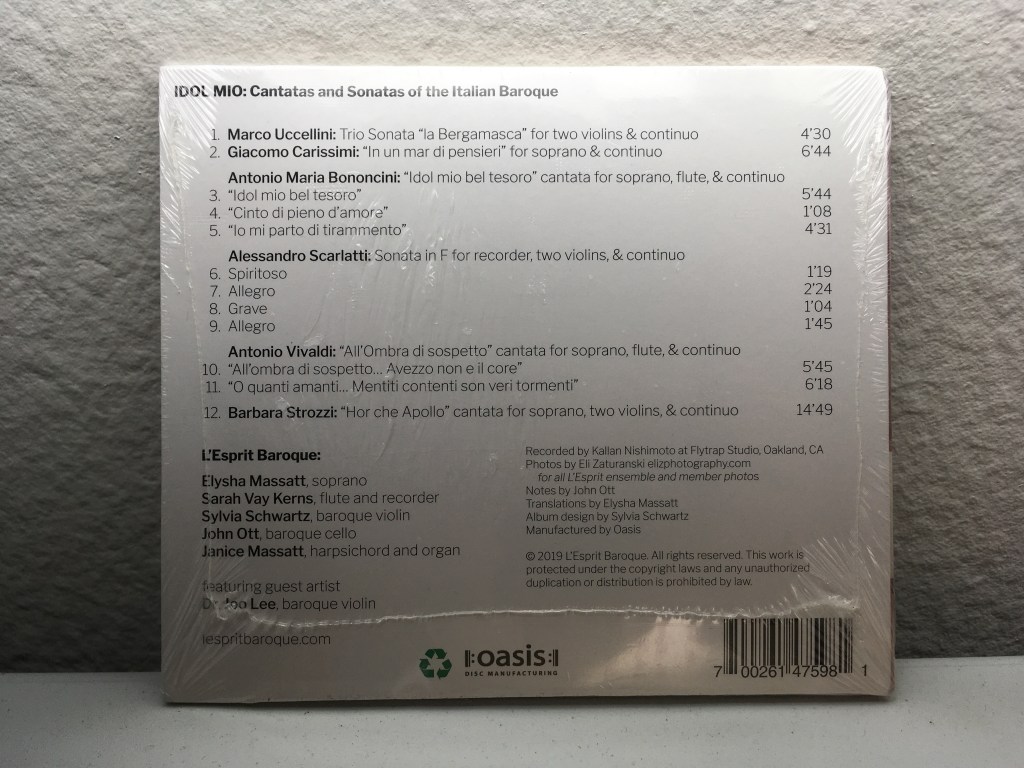 IDOL MIO: Cantatas and Sonatas of the Italian Baroque
1. Marco Uccellini: Trio Sonata “la Bergamasca” for two violins & continuo 4’30
2. Giacomo Carissimi: “In un mar di pensieri” for soprano & continuo 6’44
Antonio Maria Bononcini: “Idol mio bel tesoro” cantata for soprano, flute, & continuo
3. “Idol mio bel tesoro” 5’44
4. “Cinto di pieno d’amore” 1’08
5. “Io mi parto di tirammento” 4’31
Alessandro Scarlatti: Sonata in F for recorder, two violins, & continuo
6. Spiritoso 1’19
7. Allegro 2’24
8. Grave 1’04
9. Allegro 1’45
Antonio Vivaldi: “All’Ombra di sospetto” cantata for soprano, flute, & continuo
10. “All’ombra di sospetto... Avezzo non e il core” 5’45
11. “O quanti amanti... Mentiti contenti son veri tormenti” 6’18
12. Barbara Strozzi: “Hor che Apollo” cantata for soprano, two violins, & continuo 14’49
L’Esprit Baroque:
Elysha Massatt, soprano
Sarah Vay Kerns, flute and recorder
Sylvia Schwartz, baroque violin
John Ott, baroque cello
Janice Massatt, harpsichord and organ
featuring guest artist
Dr. Joo Lee, baroque violin
lespritbaroque.com
Recorded by Kallan Nishimoto at Flytrap Studio, Oakland, CA
Photos by Eli Zaturanski elizphotography.com
for all L’Esprit ensemble and member photos
Notes by John Ott
Translations by Elysha Massatt
Album design by Sylvia Schwartz
Manufactured by Oasis
© 2019 L’Esprit Baroque. All rights reserved. This work is
protected under the copyright laws and any unauthorized
duplication or distribution is prohibited by law.
oasis
DISC MANUFACTURING
7 00261 47598 1